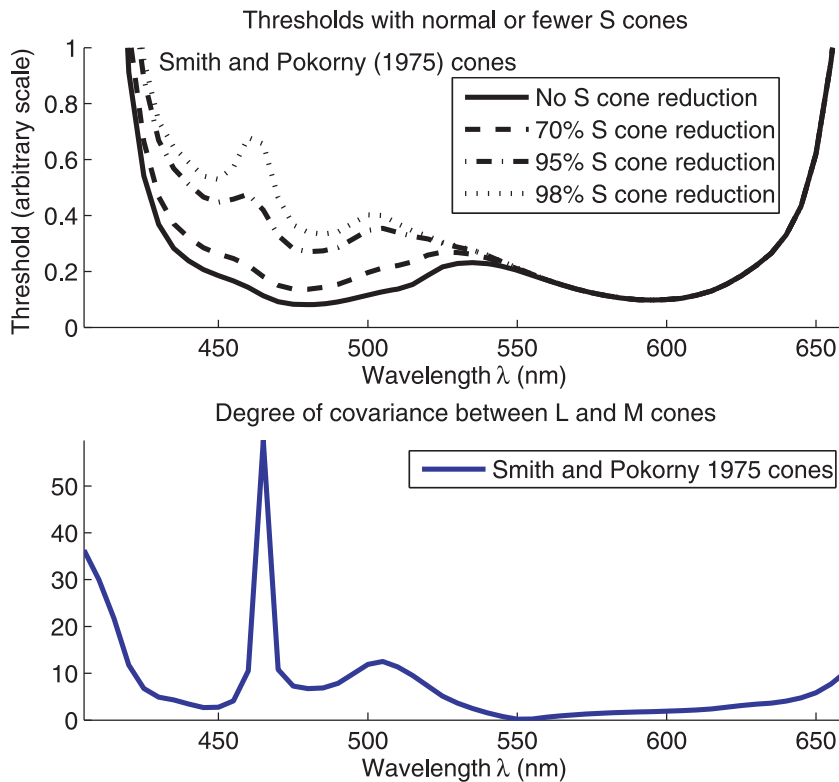 Thresholds with normal or fewer S cones
Smith and Pokorny (1975) cones
No S cone reduction
70% S cone reduction
95% S cone reduction
98% S cone reduction
Threshold (arbitrary scale)
1
0.8
0.6
0.4
0.2
0
450
500
550
600
650
Wavelength λ (nm)
Degree of covariance between L and M cones
Smith and Pokorny 1975 cones
50
40
30
20
10
0
450
500
550
600
650
Wavelength λ (nm)